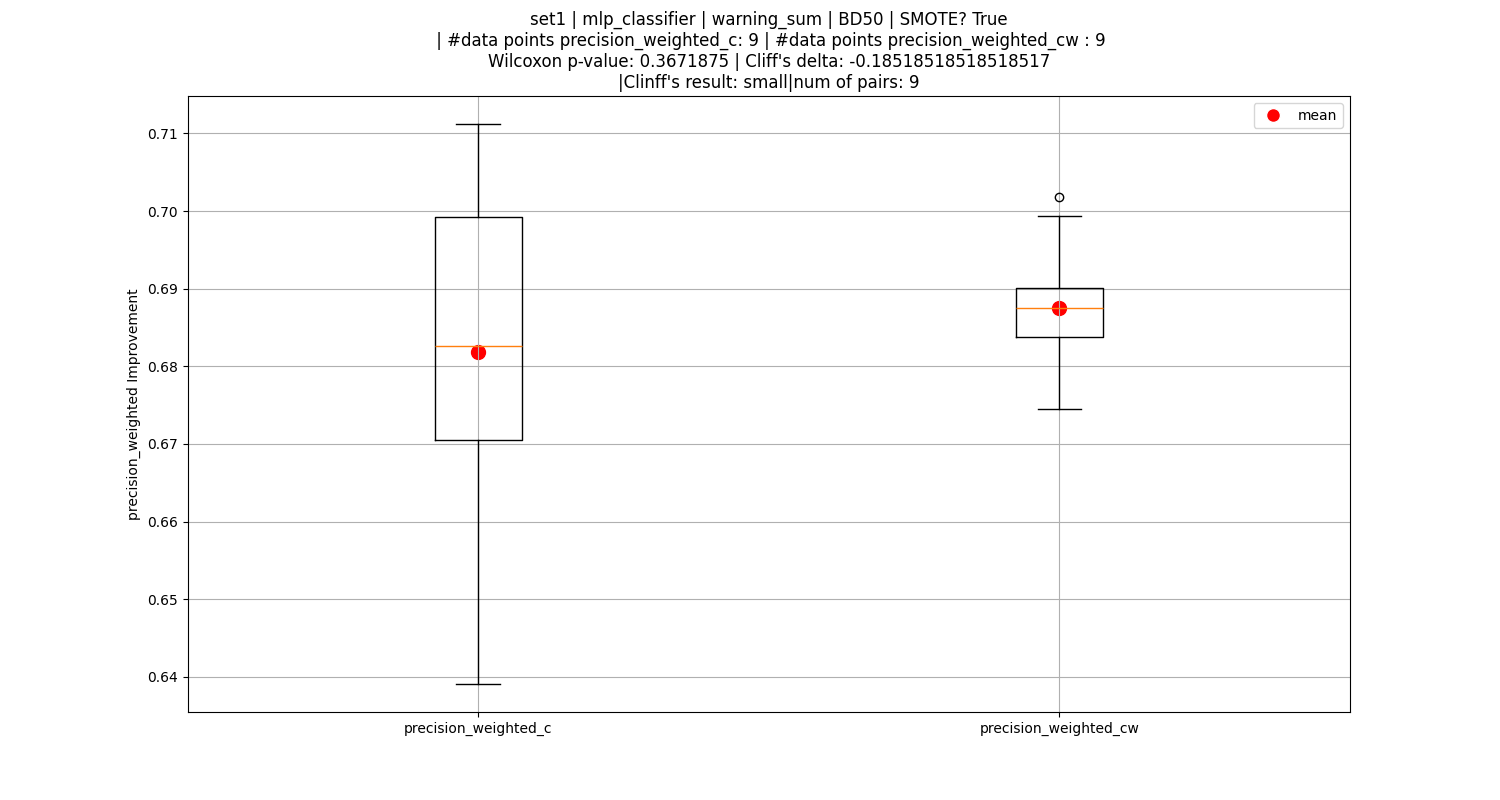 set1 | mlp_classifier | warning_sum | BD50 | SMOTE? True
| #data points precision_weighted_c: 9 | #data points precision_weighted_cw : 9
Wilcoxon p-value: 0.3671875 | Cliff's delta: -0.18518518518518517
|Clinff's result: small|num of pairs: 9
mean
0.71
0.70
0.69
0.68
0.67
0.66
0.65
0.64
precision_weighted Improvement
precision_weighted_c
precision_weighted_cw